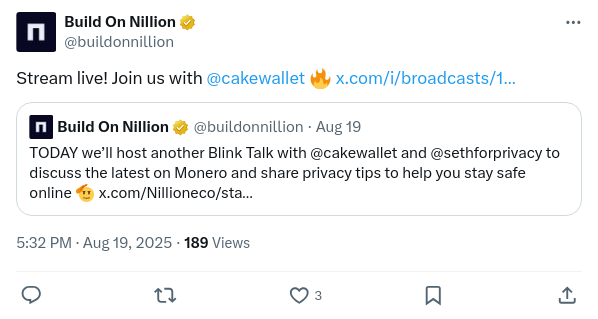 Build On Nillion
@buildonnillion
Stream live! Join us with @cakewallet 🔥 x.com/i/broadcasts/1…
Build On Nillion @buildonnillion · Aug 19
TODAY we’ll host another Blink Talk with @cakewallet and @sethforprivacy to
discuss the latest on Monero and share privacy tips to help you stay safe
online 🫡 x.com/Nillioneco/sta…
5:32 PM · Aug 19, 2025 · 189 Views
3